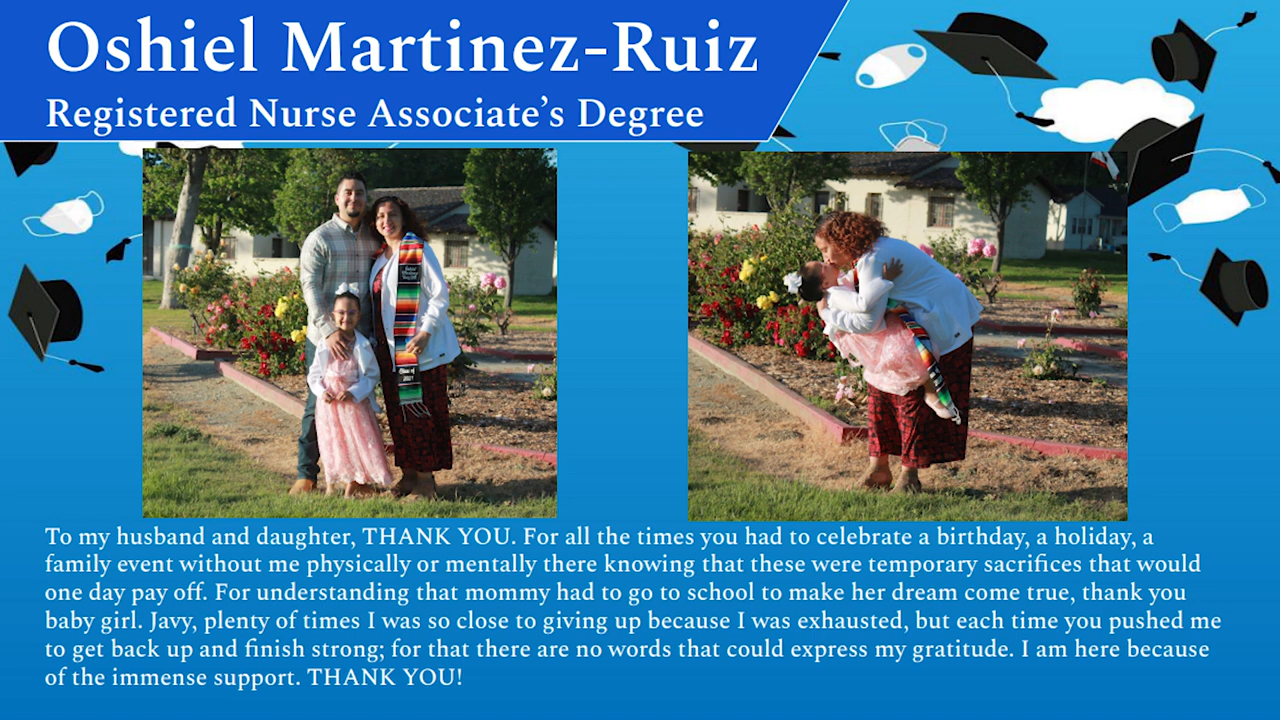 Oshiel Martinez-Ruiz
Registered Nurse Associate’s Degree
Class of
2021
To my husband and daughter, THANK YOU. For all the times you had to celebrate a birthday, a holiday, a
family event without me physically or mentally there knowing that these were temporary sacrifices that would
one day pay off. For understanding that mommy had to go to school to make her dream come true, thank you
baby girl. Javy, plenty of times I was so close to giving up because I was exhausted, but each time you pushed me
to get back up and finish strong; for that there are no words that could express my gratitude. I am here because
of the immense support. THANK YOU!